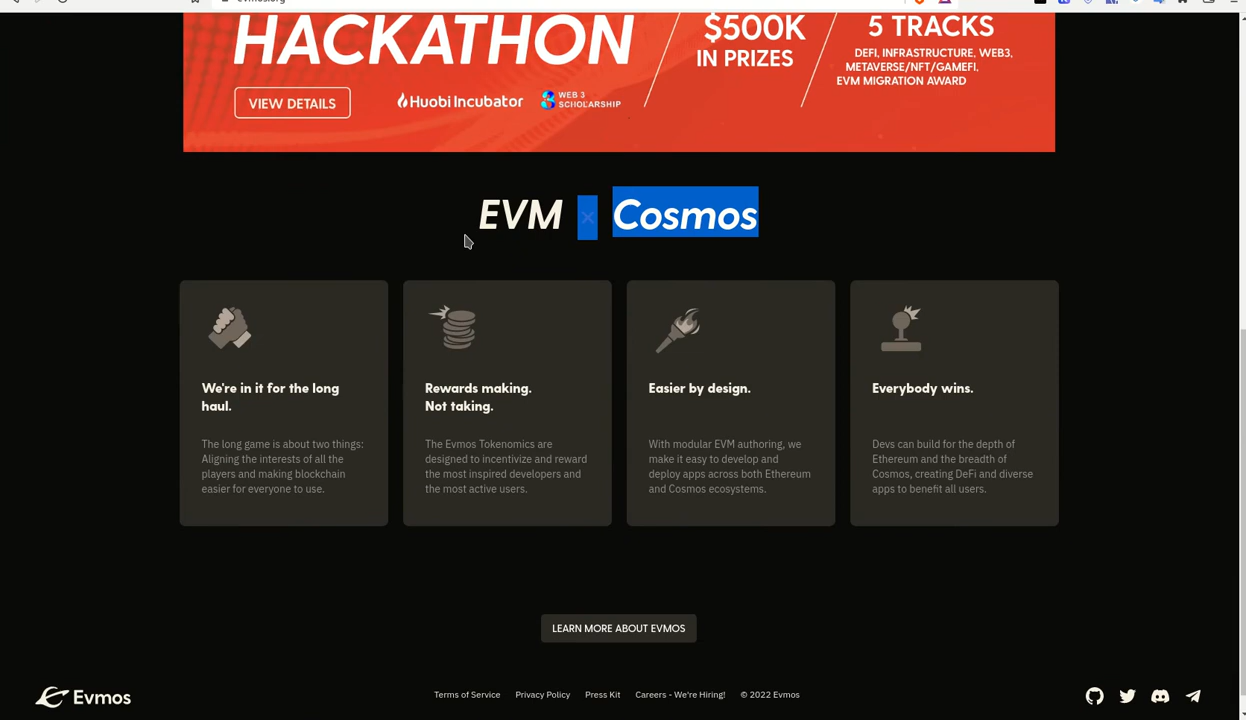 HACKATHON
$500K
IN PRIZES
5 TRACKS
DEFI, INFRASTRUCTURE, WEB3,
METAVERSE/NFT/GAMEFI,
EVM MIGRATION AWARD
VIEW DETAILS
Huobi Incubator
WEB 3
SCHOLARSHIP
EVM × Cosmos
We're in it for the long
haul.
The long game is about two things:
Aligning the interests of all the
players and making blockchain
easier for everyone to use.
Rewards making.
Not taking.
The Evmos Tokenomics are
designed to incentivize and reward
the most inspired developers and
the most active users.
Easier by design.
With modular EVM authoring, we
make it easy to develop and
deploy apps across both Ethereum
and Cosmos ecosystems.
Everybody wins.
Devs can build for the depth of
Ethereum and the breadth of
Cosmos, creating DeFi and diverse
apps to benefit all users.
LEARN MORE ABOUT EVMOS
Evmos
Terms of Service Privacy Policy Press Kit Careers - We're Hiring! © 2022 Evmos